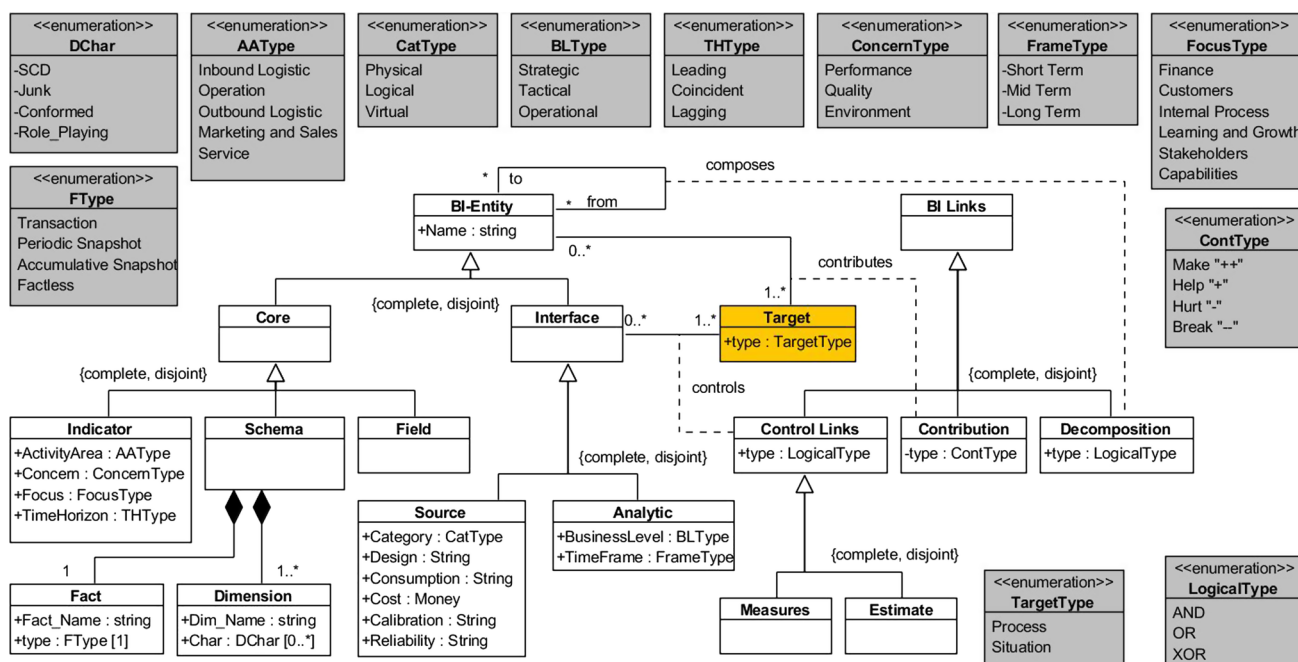 <<enumeration>>
DChar
-SCD
-Junk
-Conformed
-Role_Playing
<<enumeration>>
AAType
Inbound Logistic
Operation
Outbound Logistic
Marketing and Sales
Service
<<enumeration>>
CatType
Physical
Logical
Virtual
<<enumeration>>
BLType
Strategic
Tactical
Operational
<<enumeration>>
THType
Leading
Coincident
Lagging
<<enumeration>>
ConcernType
Performance
Quality
Environment
<<enumeration>>
FrameType
-Short Term
-Mid Term
-Long Term
<<enumeration>>
FocusType
Finance
Customers
Internal Process
Learning and Growth
Stakeholders
Capabilities
<<enumeration>>
FType
Transaction
Periodic Snapshot
Accumulative Snapshot
Factless
* to
* from
composes
BI-Entity
+Name : string
0..*
BI Links
contributes
<<enumeration>>
ContType
Make "++"
Help "+"
Hurt "-"
Break "--"
{complete, disjoint}
1..*
Core
Interface
0..*
1..*
Target
+type : TargetType
controls
{complete, disjoint}
{complete, disjoint}
Indicator
+ActivityArea : AAType
+Concern : ConcernType
+Focus : FocusType
+TimeHorizon : THType
Schema
Field
Control Links
+type : LogicalType
Contribution
-type : ContType
Decomposition
+type : LogicalType
{complete, disjoint}
Source
+Category : CatType
+Design : String
+Consumption : String
+Cost : Money
+Calibration : String
+Reliability : String
Analytic
+BusinessLevel : BLType
+TimeFrame : FrameType
{complete, disjoint}
1
1..*
Fact
+Fact_Name : string
+type : FType [1]
Dimension
+Dim_Name : string
+Char : DChar [0..*]
Measures
Estimate
<<enumeration>>
TargetType
Process
Situation
<<enumeration>>
LogicalType
AND
OR
XOR